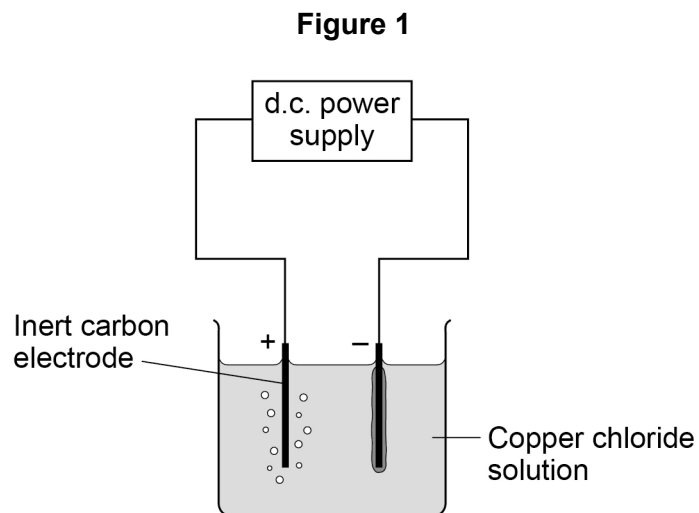 Figure 1
d.c. power
supply
Inert carbon
electrode
+
–
Copper chloride
solution